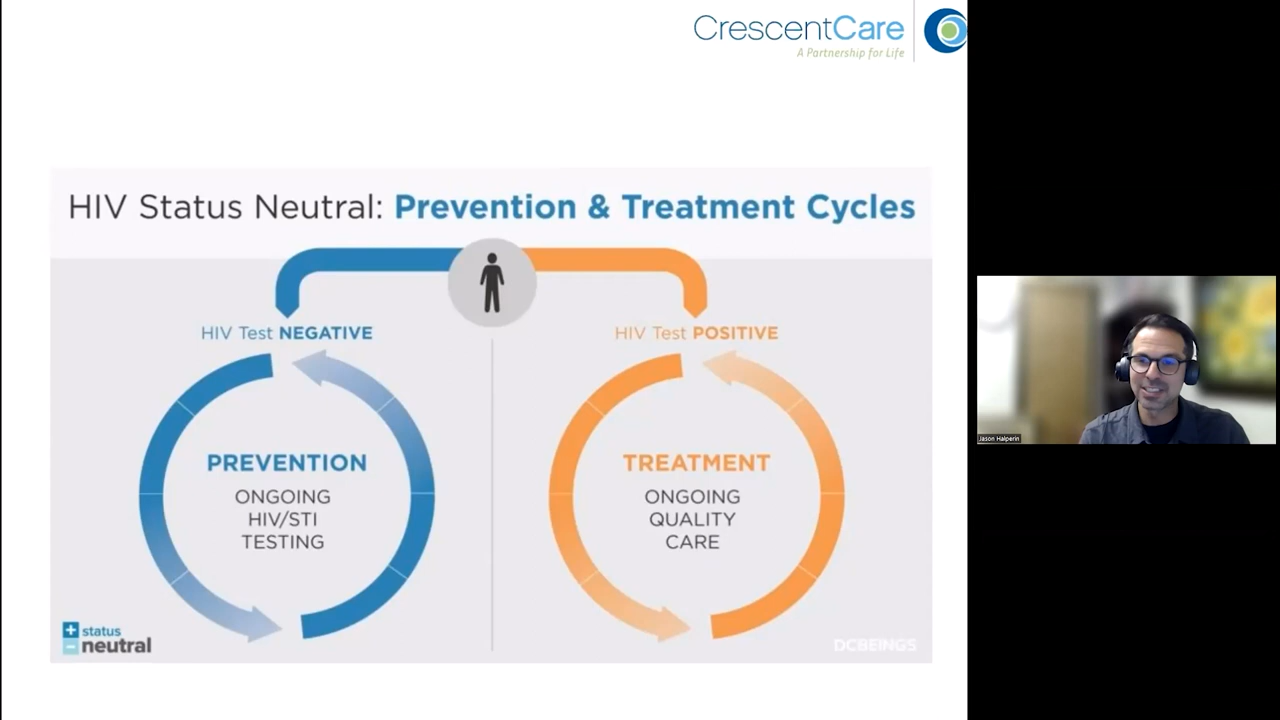 CrescentCare
A Partnership for Life
HIV Status Neutral: Prevention & Treatment Cycles
HIV Test NEGATIVE
HIV Test POSITIVE
PREVENTION
ONGOING
HIV/STI
TESTING
TREATMENT
ONGOING
QUALITY
CARE
+ status
- neutral
DCBEINGS
Jason Halperin